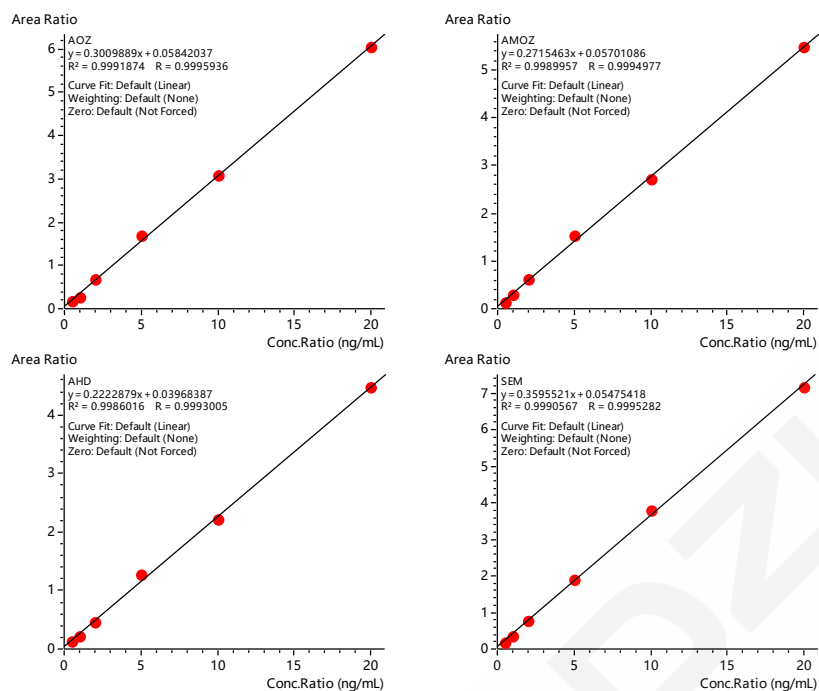 Area Ratio
AOZ
y = 0.3009889x + 0.05842037
R² = 0.9991874 R = 0.9995936
Curve Fit: Default (Linear)
Weighting: Default (None)
Zero: Default (Not Forced)
6
5
4
3
2
1
0
0 5 10 15 20
Conc.Ratio (ng/mL)
Area Ratio
AMOZ
y = 0.2715463x + 0.05701086
R² = 0.9989957 R = 0.9994977
Curve Fit: Default (Linear)
Weighting: Default (None)
Zero: Default (Not Forced)
5
4
3
2
1
0
0 5 10 15 20
Conc.Ratio (ng/mL)
Area Ratio
AHD
y = 0.2222879x + 0.03968387
R² = 0.9986016 R = 0.9993005
Curve Fit: Default (Linear)
Weighting: Default (None)
Zero: Default (Not Forced)
4
3
2
1
0
0 5 10 15 20
Conc.Ratio (ng/mL)
Area Ratio
SEM
y = 0.3595521x + 0.05475418
R² = 0.9990567 R = 0.9995282
Curve Fit: Default (Linear)
Weighting: Default (None)
Zero: Default (Not Forced)
7
6
5
4
3
2
1
0
0 5 10 15 20
Conc.Ratio (ng/mL)